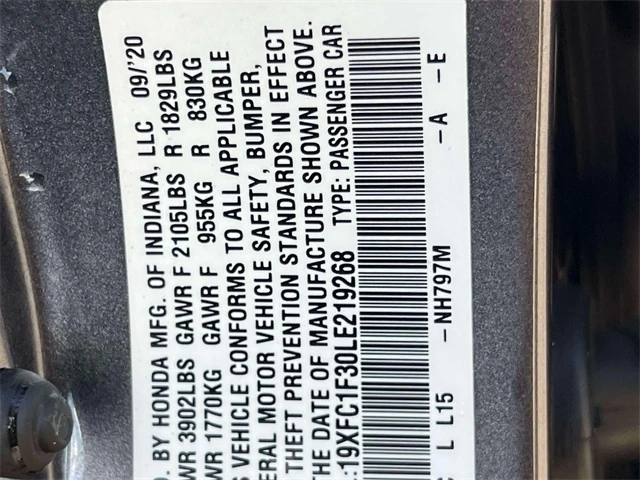 D. BY HONDA MFG. OF INDIANA, LLC 09/'20
WR 3902LBS GAWR F 2105LBS R 1829LBS
WR 1770KG GAWR F 955KG R 830KG
S VEHICLE CONFORMS TO ALL APPLICABLE
ERAL MOTOR VEHICLE SAFETY, BUMPER,
THEFT PREVENTION STANDARDS IN EFFECT
THE DATE OF MANUFACTURE SHOWN ABOVE.
:19XFC1F30LE219268 TYPE: PASSENGER CAR
C L L15 -NH797M -A -E